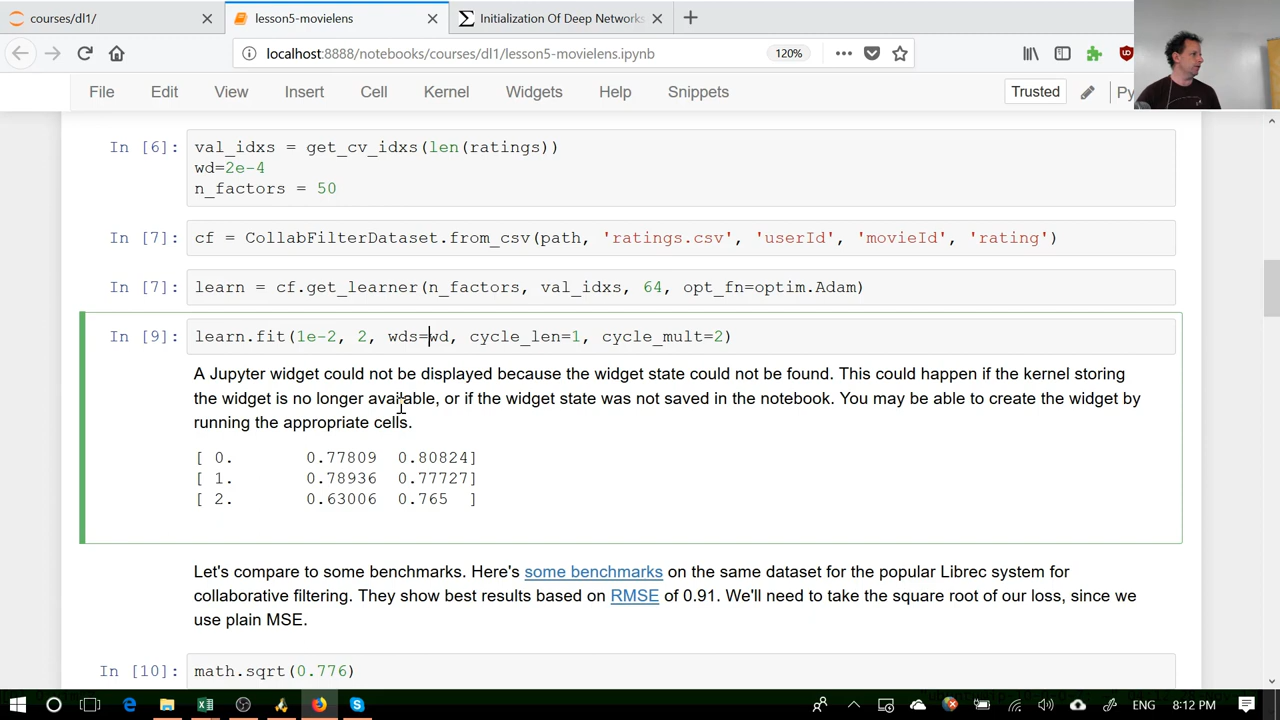 courses/dl1/
lesson5-movielens
Initialization Of Deep Networks
localhost:8888/notebooks/courses/dl1/lesson5-movielens.ipynb
120%
File Edit View Insert Cell Kernel Widgets Help Snippets Trusted Py
In [6]: val_idxs = get_cv_idxs(len(ratings))
wd=2e-4
n_factors = 50
In [7]: cf = CollabFilterDataset.from_csv(path, 'ratings.csv', 'userId', 'movieId', 'rating')
In [7]: learn = cf.get_learner(n_factors, val_idxs, 64, opt_fn=optim.Adam)
In [9]: learn.fit(1e-2, 2, wds=wd, cycle_len=1, cycle_mult=2)
A Jupyter widget could not be displayed because the widget state could not be found. This could happen if the kernel storing
the widget is no longer available, or if the widget state was not saved in the notebook. You may be able to create the widget by
running the appropriate cells.
[ 0. 0.77809 0.80824]
[ 1. 0.78936 0.77727]
[ 2. 0.63006 0.765 ]
Let's compare to some benchmarks. Here's some benchmarks on the same dataset for the popular Librec system for
collaborative filtering. They show best results based on RMSE of 0.91. We'll need to take the square root of our loss, since we
use plain MSE.
In [10]: math.sqrt(0.776)
ENG 8:12 PM